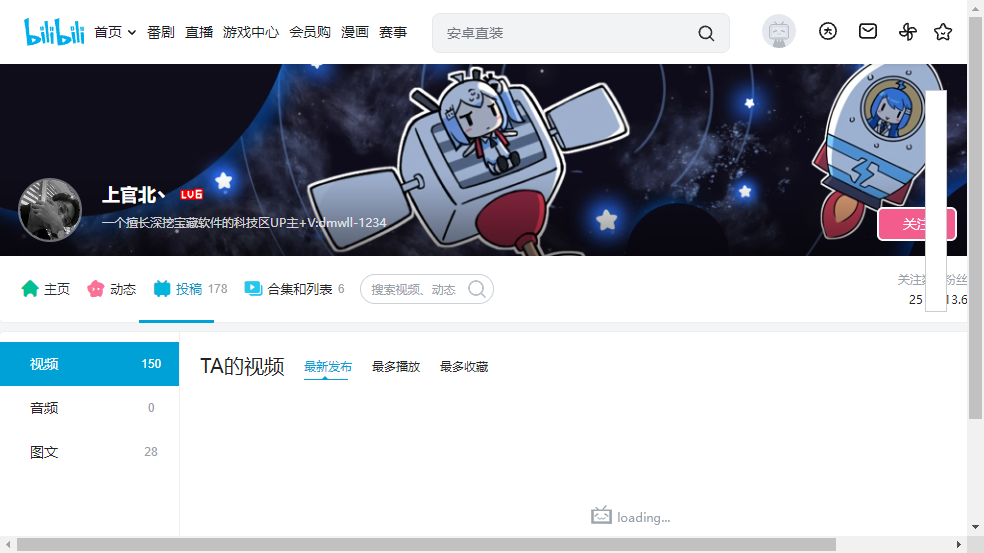 bilibili 首页 番剧 直播 游戏中心 会员购 漫画 赛事 安卓直装
上官北丶 LV6
一个擅长深挖宝藏软件的科技区UP主+V:dmwll-1234
关注
主页 动态 投稿 178 合集和列表 6 搜索视频、动态
关注 粉丝
25 13.6
视频 150
音频 0
图文 28
TA的视频 最新发布 最多播放 最多收藏
loading...